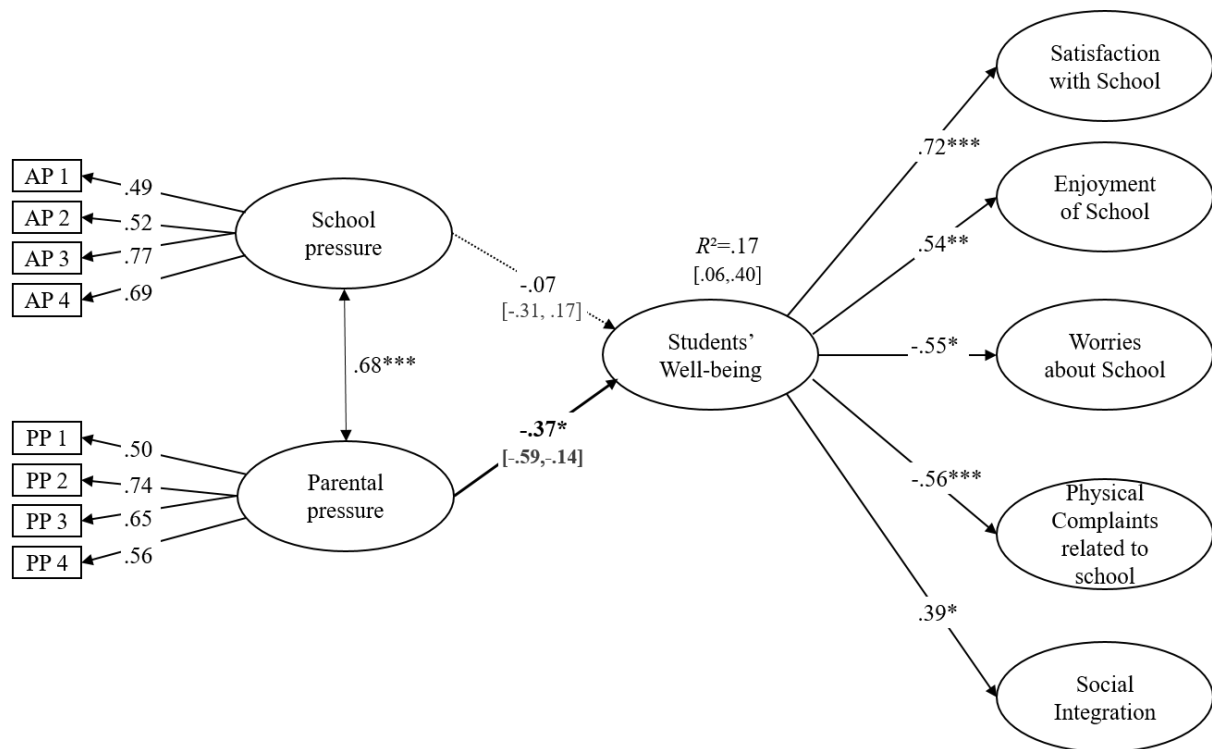 Satisfaction
with School
.72***
AP 1
.49
AP 2
.52
AP 3
.77
AP 4
.69
School
pressure
Enjoyment
of School
.54**
R²=.17
[.06,.40]
-.07
[-.31, .17]
Students’
Well-being
-.55*
Worries
about School
.68***
-.37*
[-.59,-.14]
PP 1
.50
PP 2
.74
PP 3
.65
PP 4
.56
Parental
pressure
-.56***
Physical
Complaints
related to
school
.39*
Social
Integration